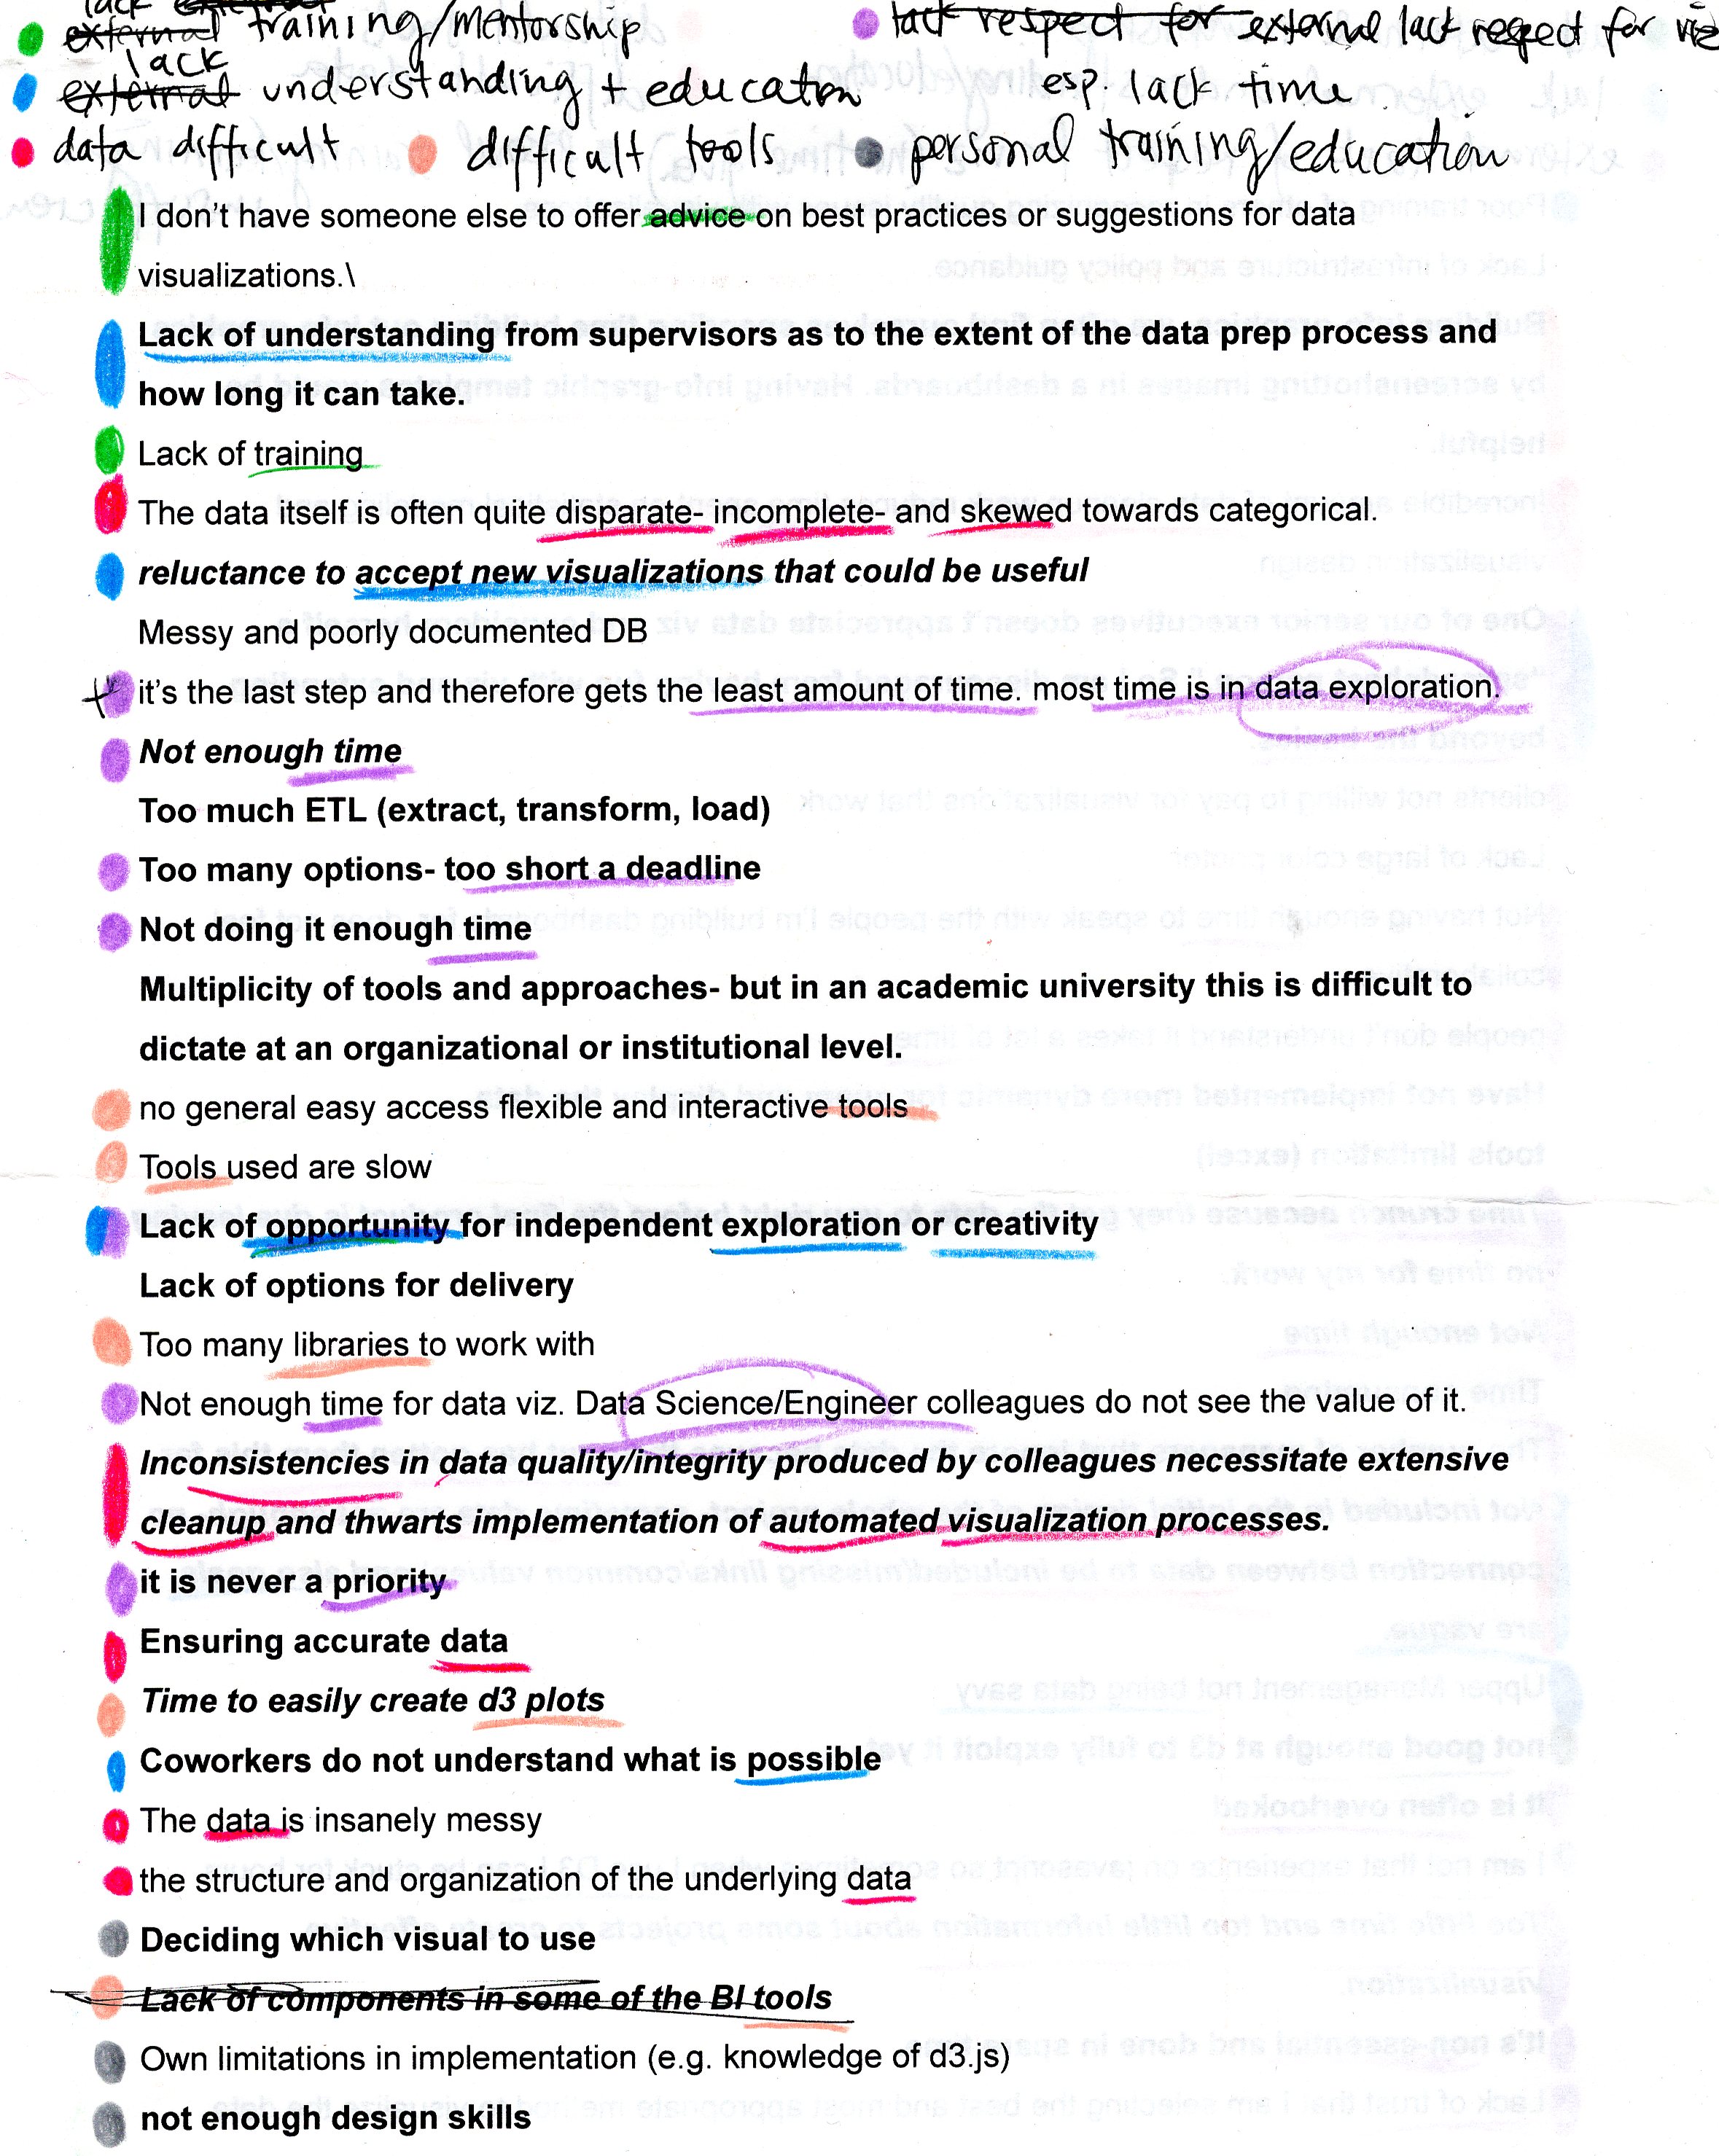 lack external
external training/mentorship
lack respect for external lack respect for viz
lack
external understanding + education
esp. lack time
data difficult
difficult tools
personal training/education
I don't have someone else to offer advice on best practices or suggestions for data
visualizations.\
Lack of understanding from supervisors as to the extent of the data prep process and
how long it can take.
Lack of training
The data itself is often quite disparate- incomplete- and skewed towards categorical.
reluctance to accept new visualizations that could be useful
Messy and poorly documented DB
it's the last step and therefore gets the least amount of time. most time is in data exploration.
Not enough time
Too much ETL (extract, transform, load)
Too many options- too short a deadline
Not doing it enough time
Multiplicity of tools and approaches- but in an academic university this is difficult to
dictate at an organizational or institutional level.
no general easy access flexible and interactive tools
Tools used are slow
Lack of opportunity for independent exploration or creativity
Lack of options for delivery
Too many libraries to work with
Not enough time for data viz. Data Science/Engineer colleagues do not see the value of it.
Inconsistencies in data quality/integrity produced by colleagues necessitate extensive
cleanup and thwarts implementation of automated visualization processes.
it is never a priority
Ensuring accurate data
Time to easily create d3 plots
Coworkers do not understand what is possible
The data is insanely messy
the structure and organization of the underlying data
Deciding which visual to use
Lack of components in some of the BI tools
Own limitations in implementation (e.g. knowledge of d3.js)
not enough design skills